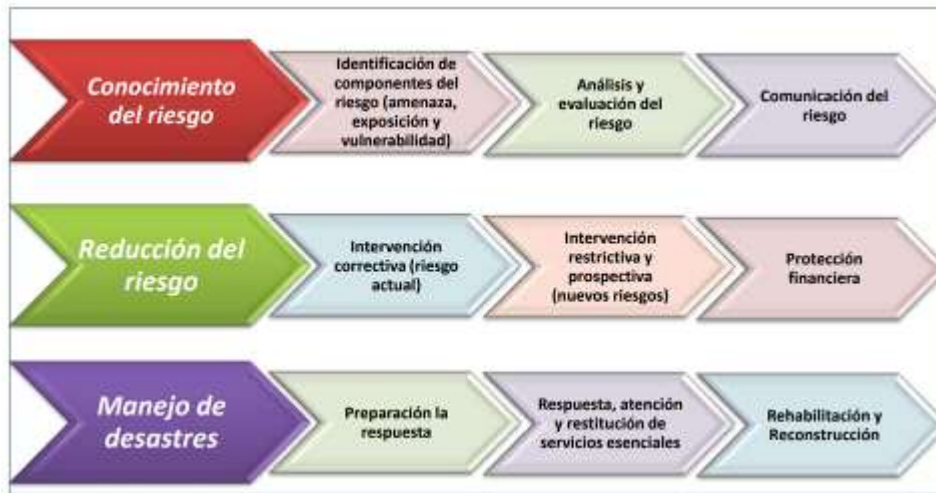 Conocimiento
del riesgo
Identificación de
componentes del
riesgo (amenaza,
exposición y
vulnerabilidad)
Análisis y
evaluación del
riesgo
Comunicación del
riesgo
Reducción del
riesgo
Intervención
correctiva (riesgo
actual)
Intervención
restrictiva y
prospectiva
(nuevos riesgos)
Protección
financiera
Manejo de
desastres
Preparación la
respuesta
Respuesta, atención
y restitución de
servicios esenciales
Rehabilitación y
Reconstrucción